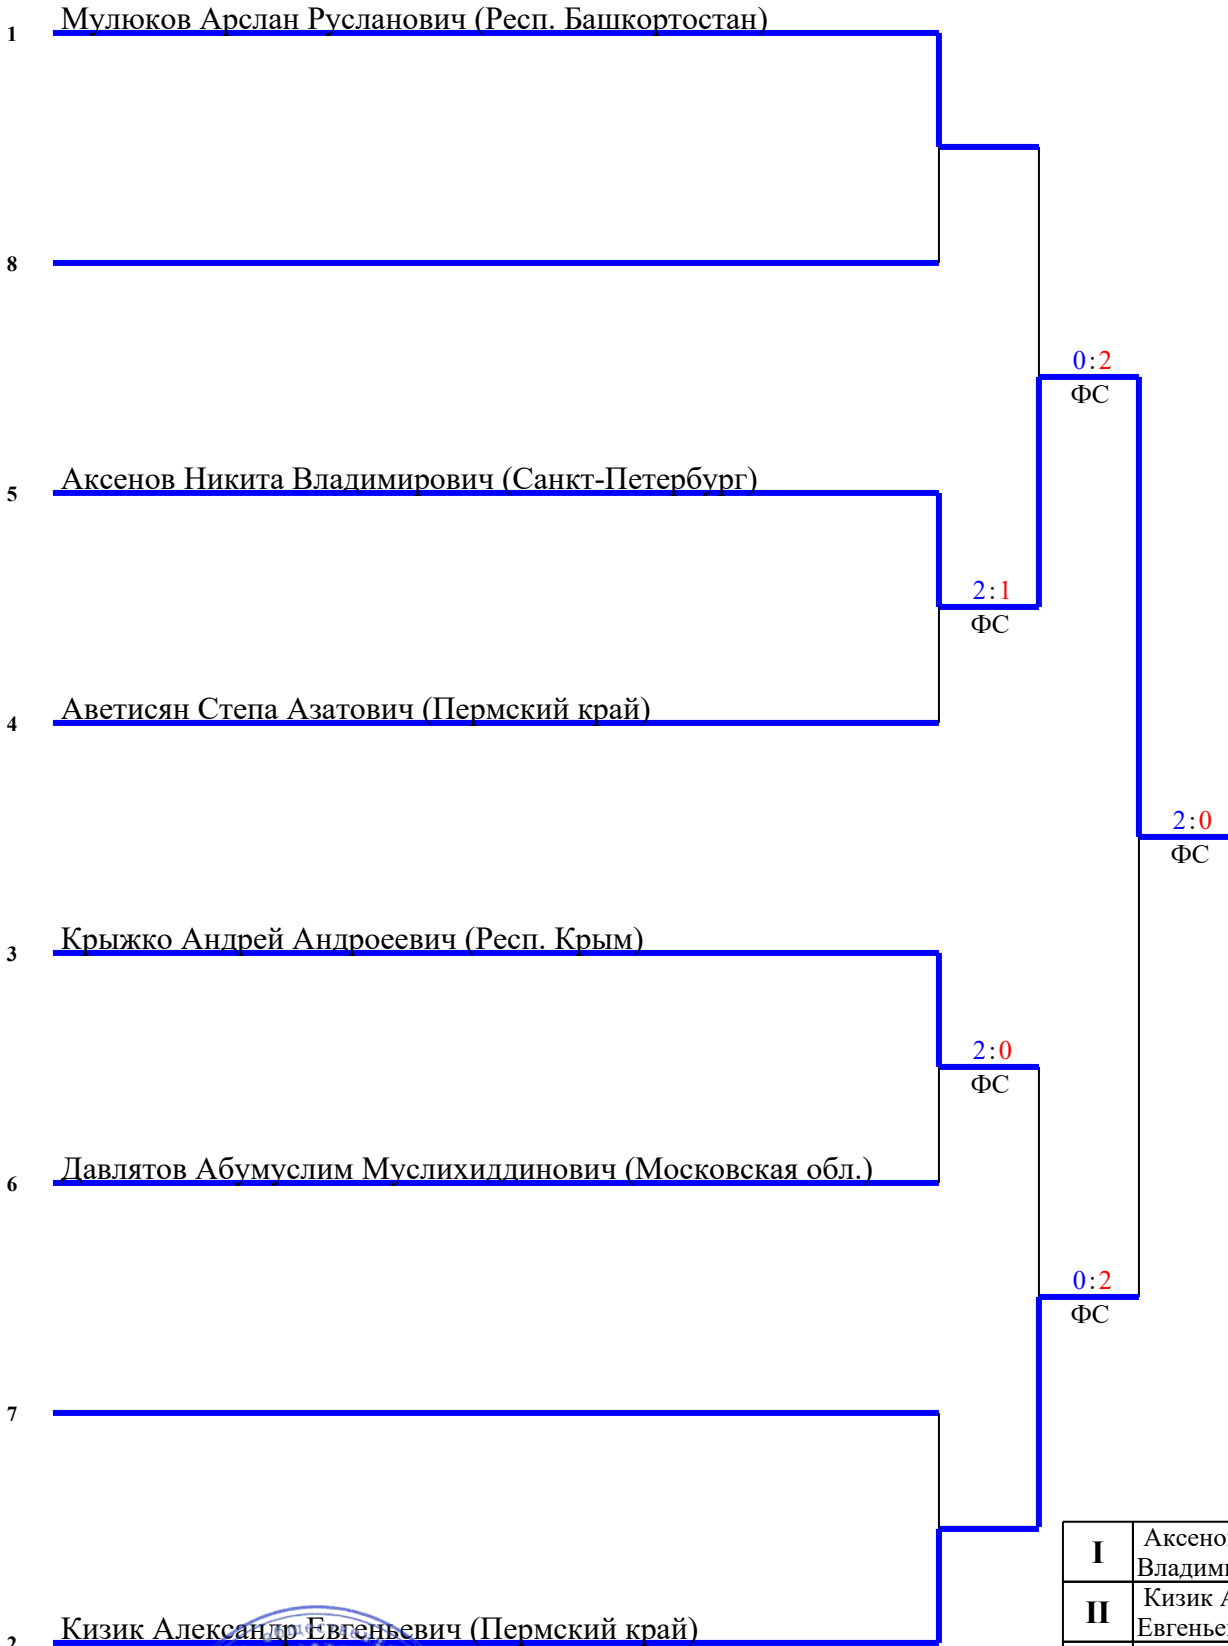 Мулюков Арслан Русланович (Респ. Башкортостан)
1
8
0:2
ФС
Аксенов Никита Владимирович (Санкт-Петербург)
5
2:1
ФС
Аветисян Степа Азатович (Пермский край)
4
2:0
ФС
Крыжко Андрей Андроеевич (Респ. Крым)
3
2:0
ФС
Давлятов Абумуслим Муслихиддинович (Московская обл.)
6
0:2
ФС
7
I
II
Кизик А
Евгенье
Кизик Александр Евгеньевич (Пермский край)
2